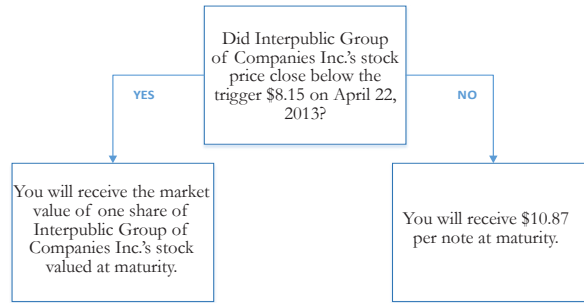 Did Interpublic Group
of Companies Inc.'s stock
price close below the
trigger $8.15 on April 22,
2013?
YES
NO
You will receive the market
value of one share of
Interpublic Group of
Companies Inc.'s stock
valued at maturity.
You will receive $10.87
per note at maturity.